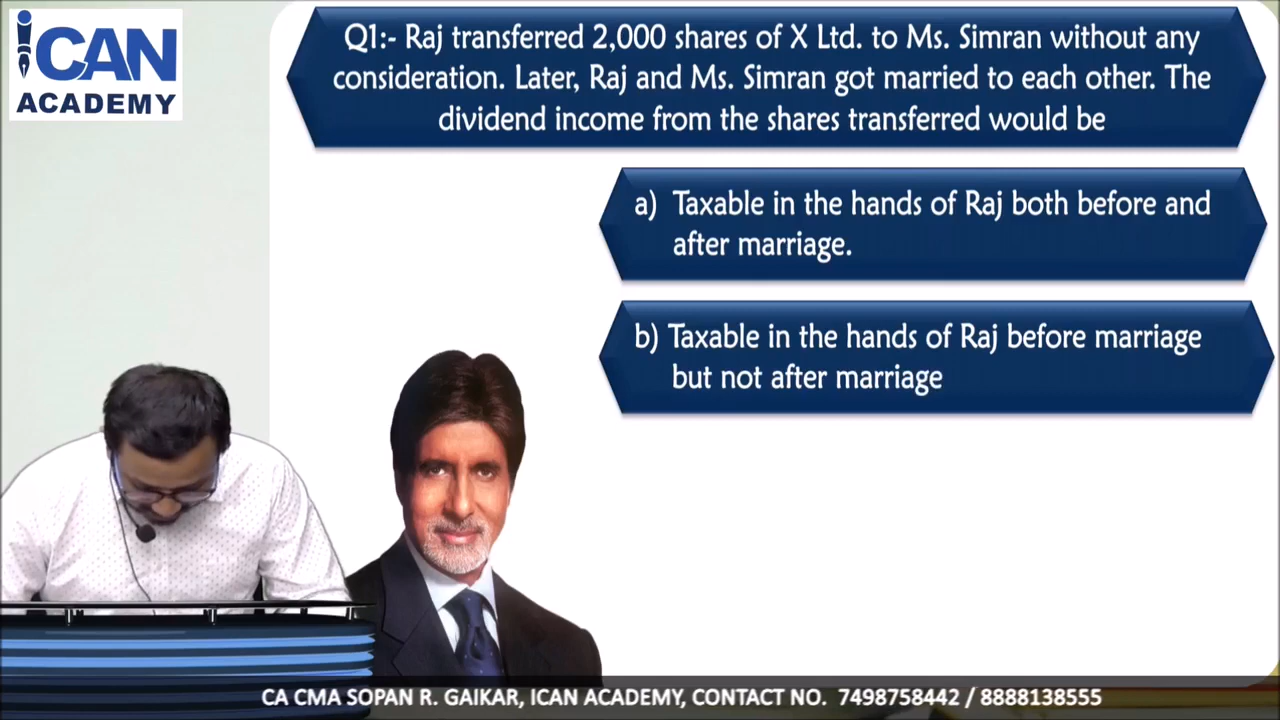 iCAN
ACADEMY
Q1:- Raj transferred 2,000 shares of X Ltd. to Ms. Simran without any
consideration. Later, Raj and Ms. Simran got married to each other. The
dividend income from the shares transferred would be
a) Taxable in the hands of Raj both before and
after marriage.
b) Taxable in the hands of Raj before marriage
but not after marriage
CA CMA SOPAN R. GAIKAR, ICAN ACADEMY, CONTACT NO. 7498758442 / 8888138555